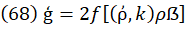 (68) ģ = 2f[(ṕ, k)ρß]